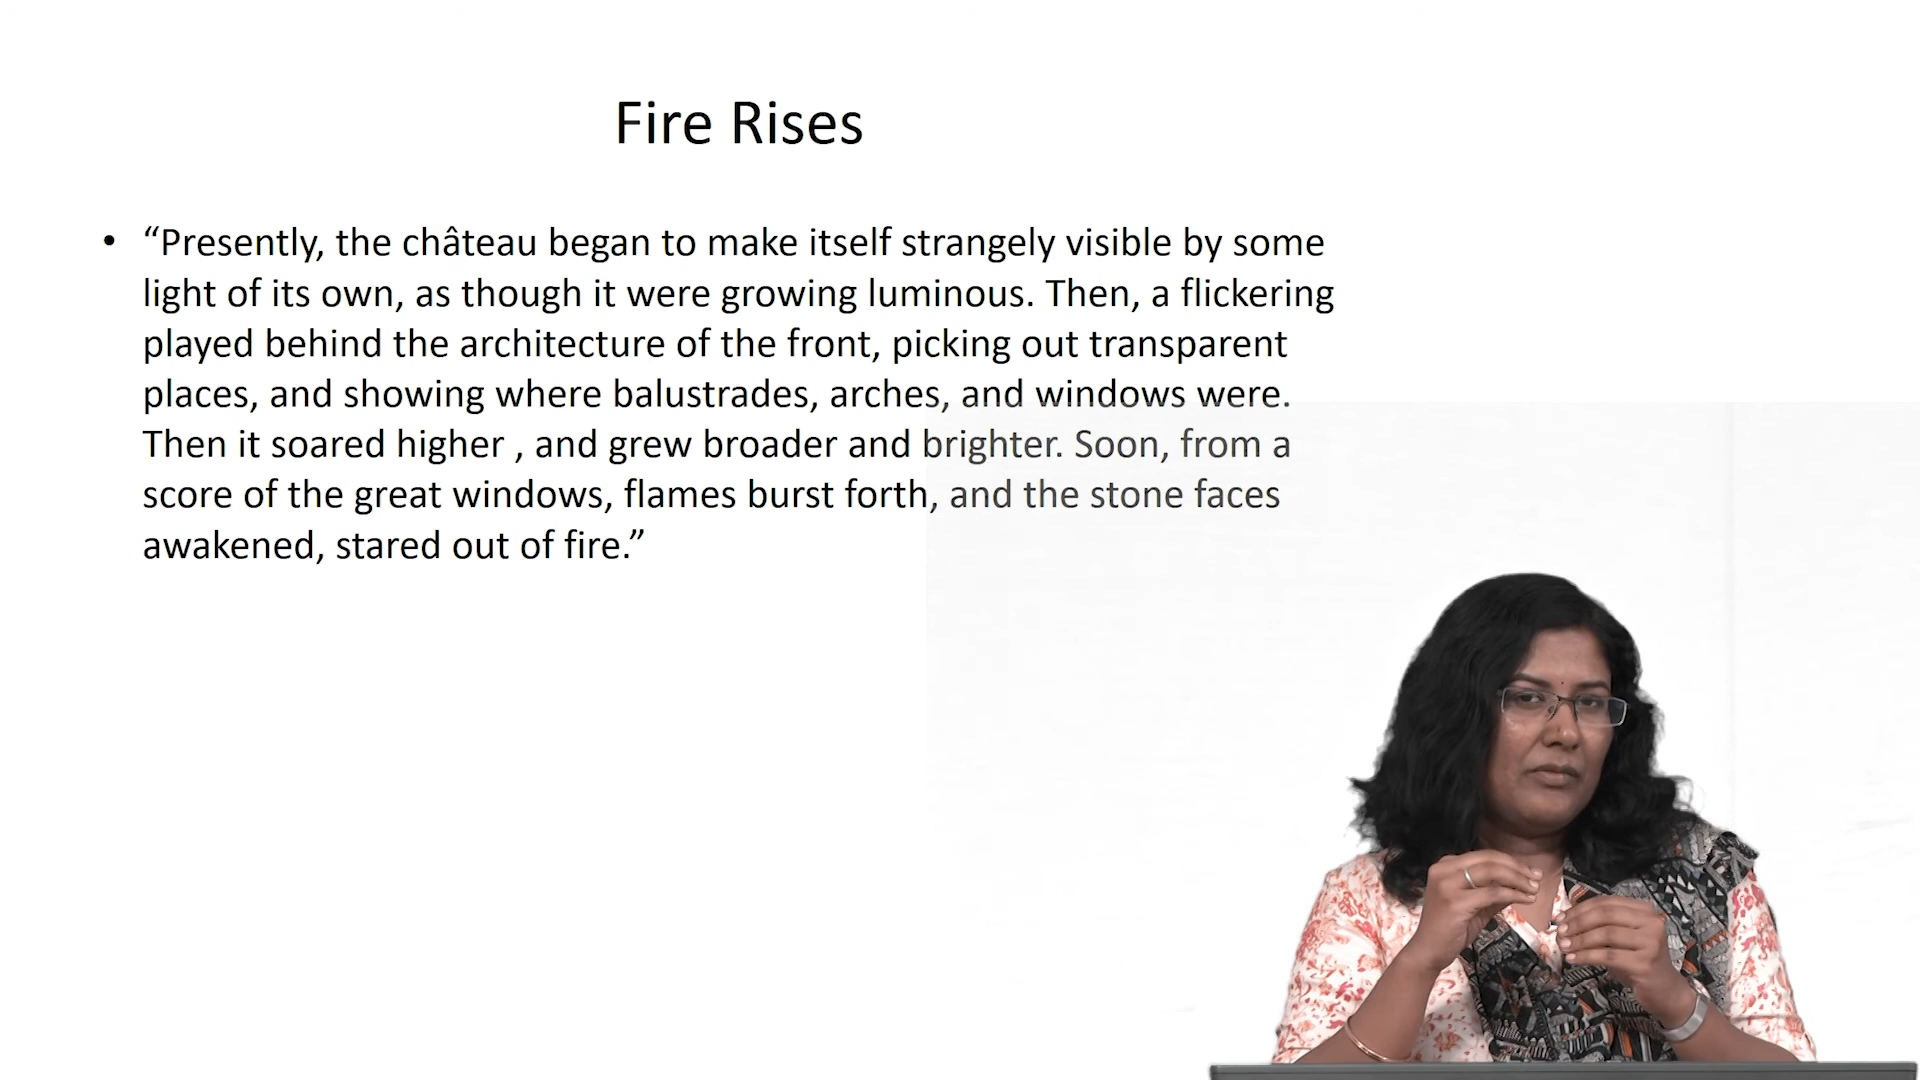 Fire Rises
• “Presently, the château began to make itself strangely visible by some
light of its own, as though it were growing luminous. Then, a flickering
played behind the architecture of the front, picking out transparent
places, and showing where balustrades, arches, and windows were.
Then it soared higher , and grew broader and brighter. Soon, from a
score of the great windows, flames burst forth, and the stone faces
awakened, stared out of fire.”